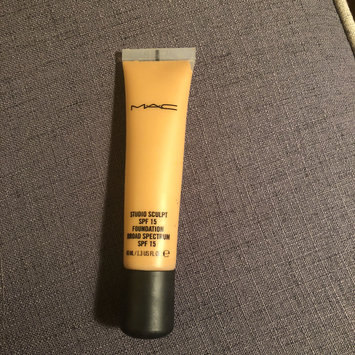 MAC
STUDIO SCULPT
SPF 15
FOUNDATION
BROAD SPECTRUM
SPF 15
40 mL / 1.3 US FL OZ ℮